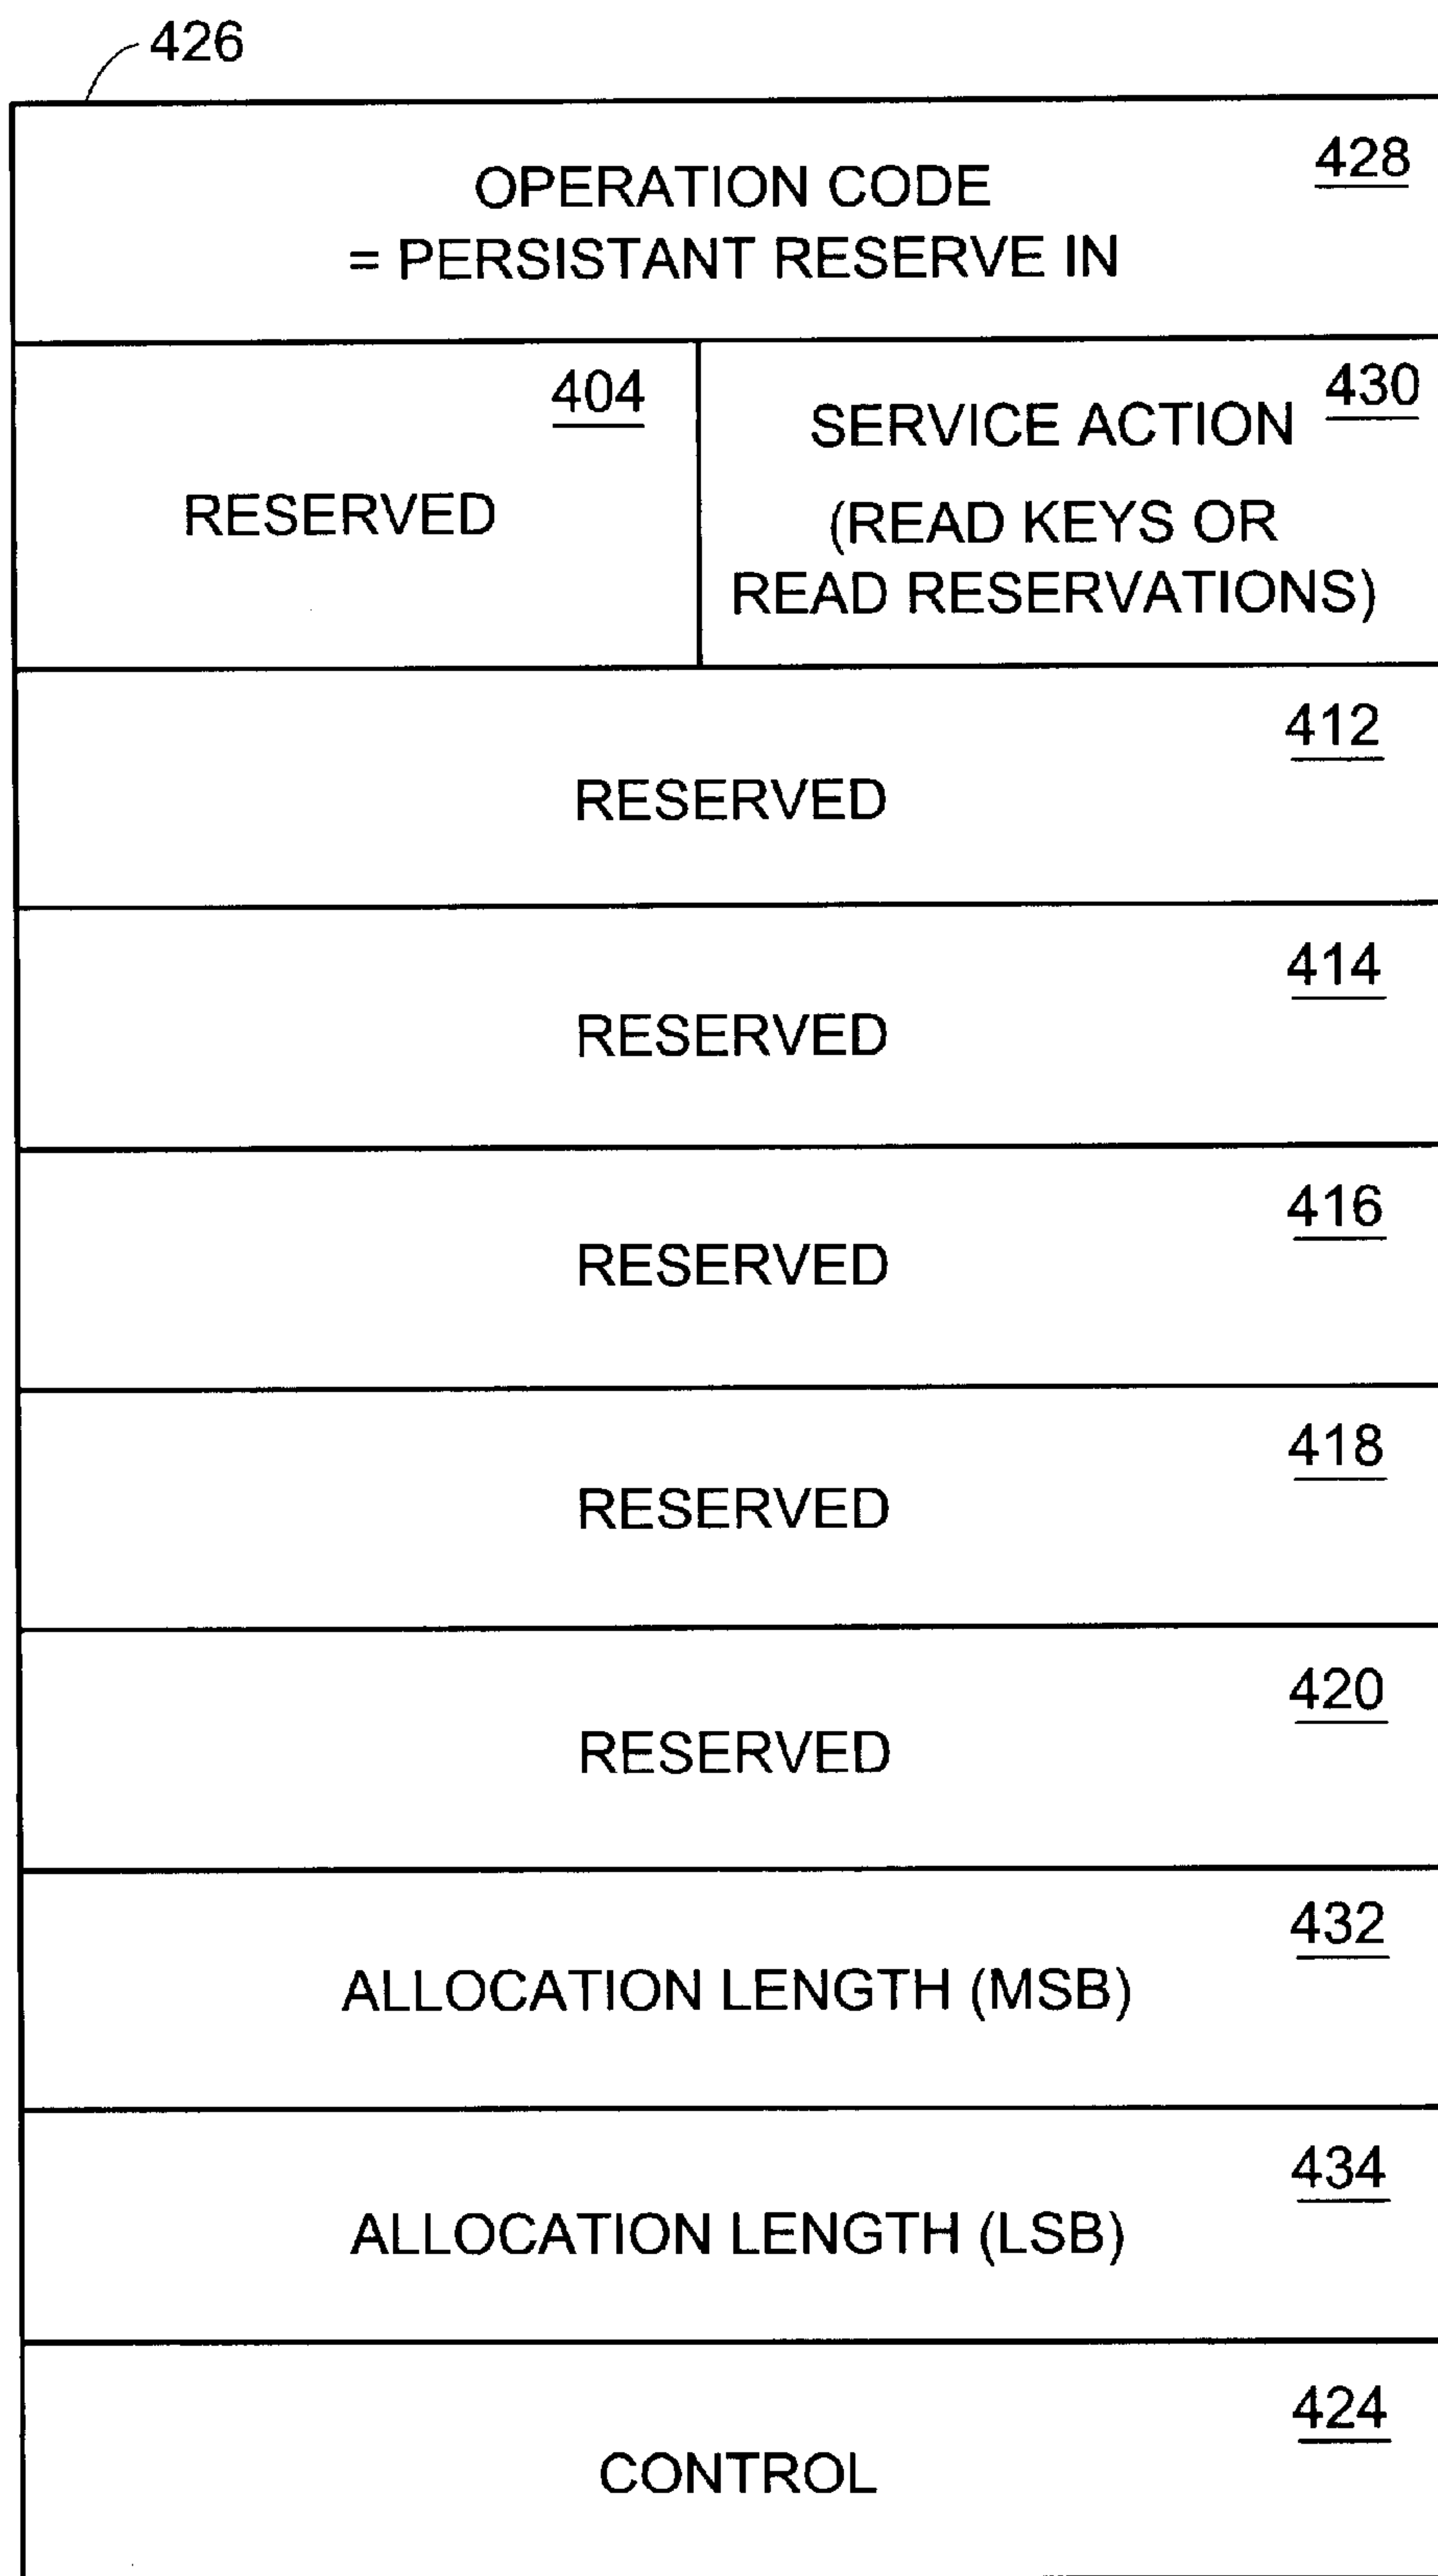 426
428
OPERATION CODE
= PERSISTANT RESERVE IN
404
RESERVED
430
SERVICE ACTION
(READ KEYS OR
READ RESERVATIONS)
412
RESERVED
414
RESERVED
416
RESERVED
418
RESERVED
420
RESERVED
432
ALLOCATION LENGTH (MSB)
434
ALLOCATION LENGTH (LSB)
424
CONTROL